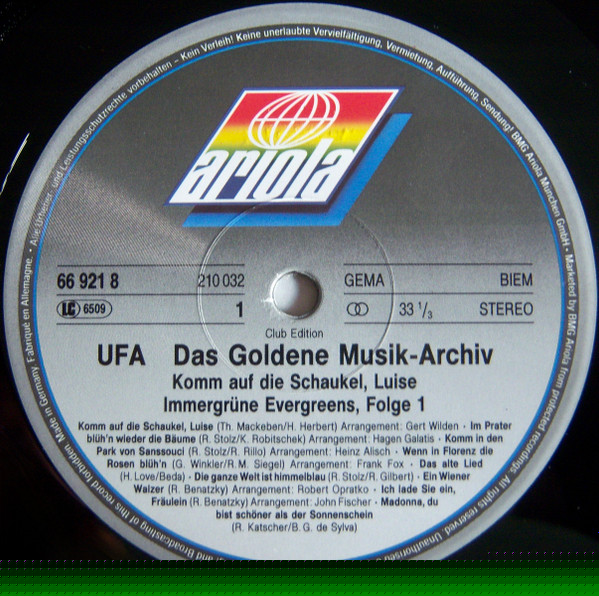 Alle Urheber- und Leistungsschutzrechte vorbehalten – Kein Verleih! Keine unerlaubte Vervielfältigung, Vermietung, Aufführung, Sendung! BMG Ariola München GmbH · Marketed by BMG Ariola
from protected recordings. All rights reserved. Unauthorised
and Broadcasting of this record forbidden. Made in Germany. Fabriqué en Allemagne. ·
ariola
66 921 8 210 032 GEMA BIEM
LC 6509 1 33 1/3 STEREO
Club Edition
UFA Das Goldene Musik-Archiv
Komm auf die Schaukel, Luise
Immergrüne Evergreens, Folge 1
Komm auf die Schaukel, Luise (Th. Mackeben/H. Herbert) Arrangement: Gert Wilden · Im Prater
blüh'n wieder die Bäume (R. Stolz/K. Robitschek) Arrangement: Hagen Galatis · Komm in den
Park von Sanssouci (R. Stolz/R. Rillo) Arrangement: Heinz Alisch · Wenn in Florenz die
Rosen blüh'n (G. Winkler/R. M. Siegel) Arrangement: Frank Fox · Das alte Lied
(H. Love/Beda) · Die ganze Welt ist himmelblau (R. Stolz/R. Gilbert) · Ein Wiener
Walzer (R. Benatzky) Arrangement: Robert Opratko · Ich lade Sie ein,
Fräulein (R. Benatzky) Arrangement: John Fischer · Madonna, du
bist schöner als der Sonnenschein
(R. Katscher/B. G. de Sylva)